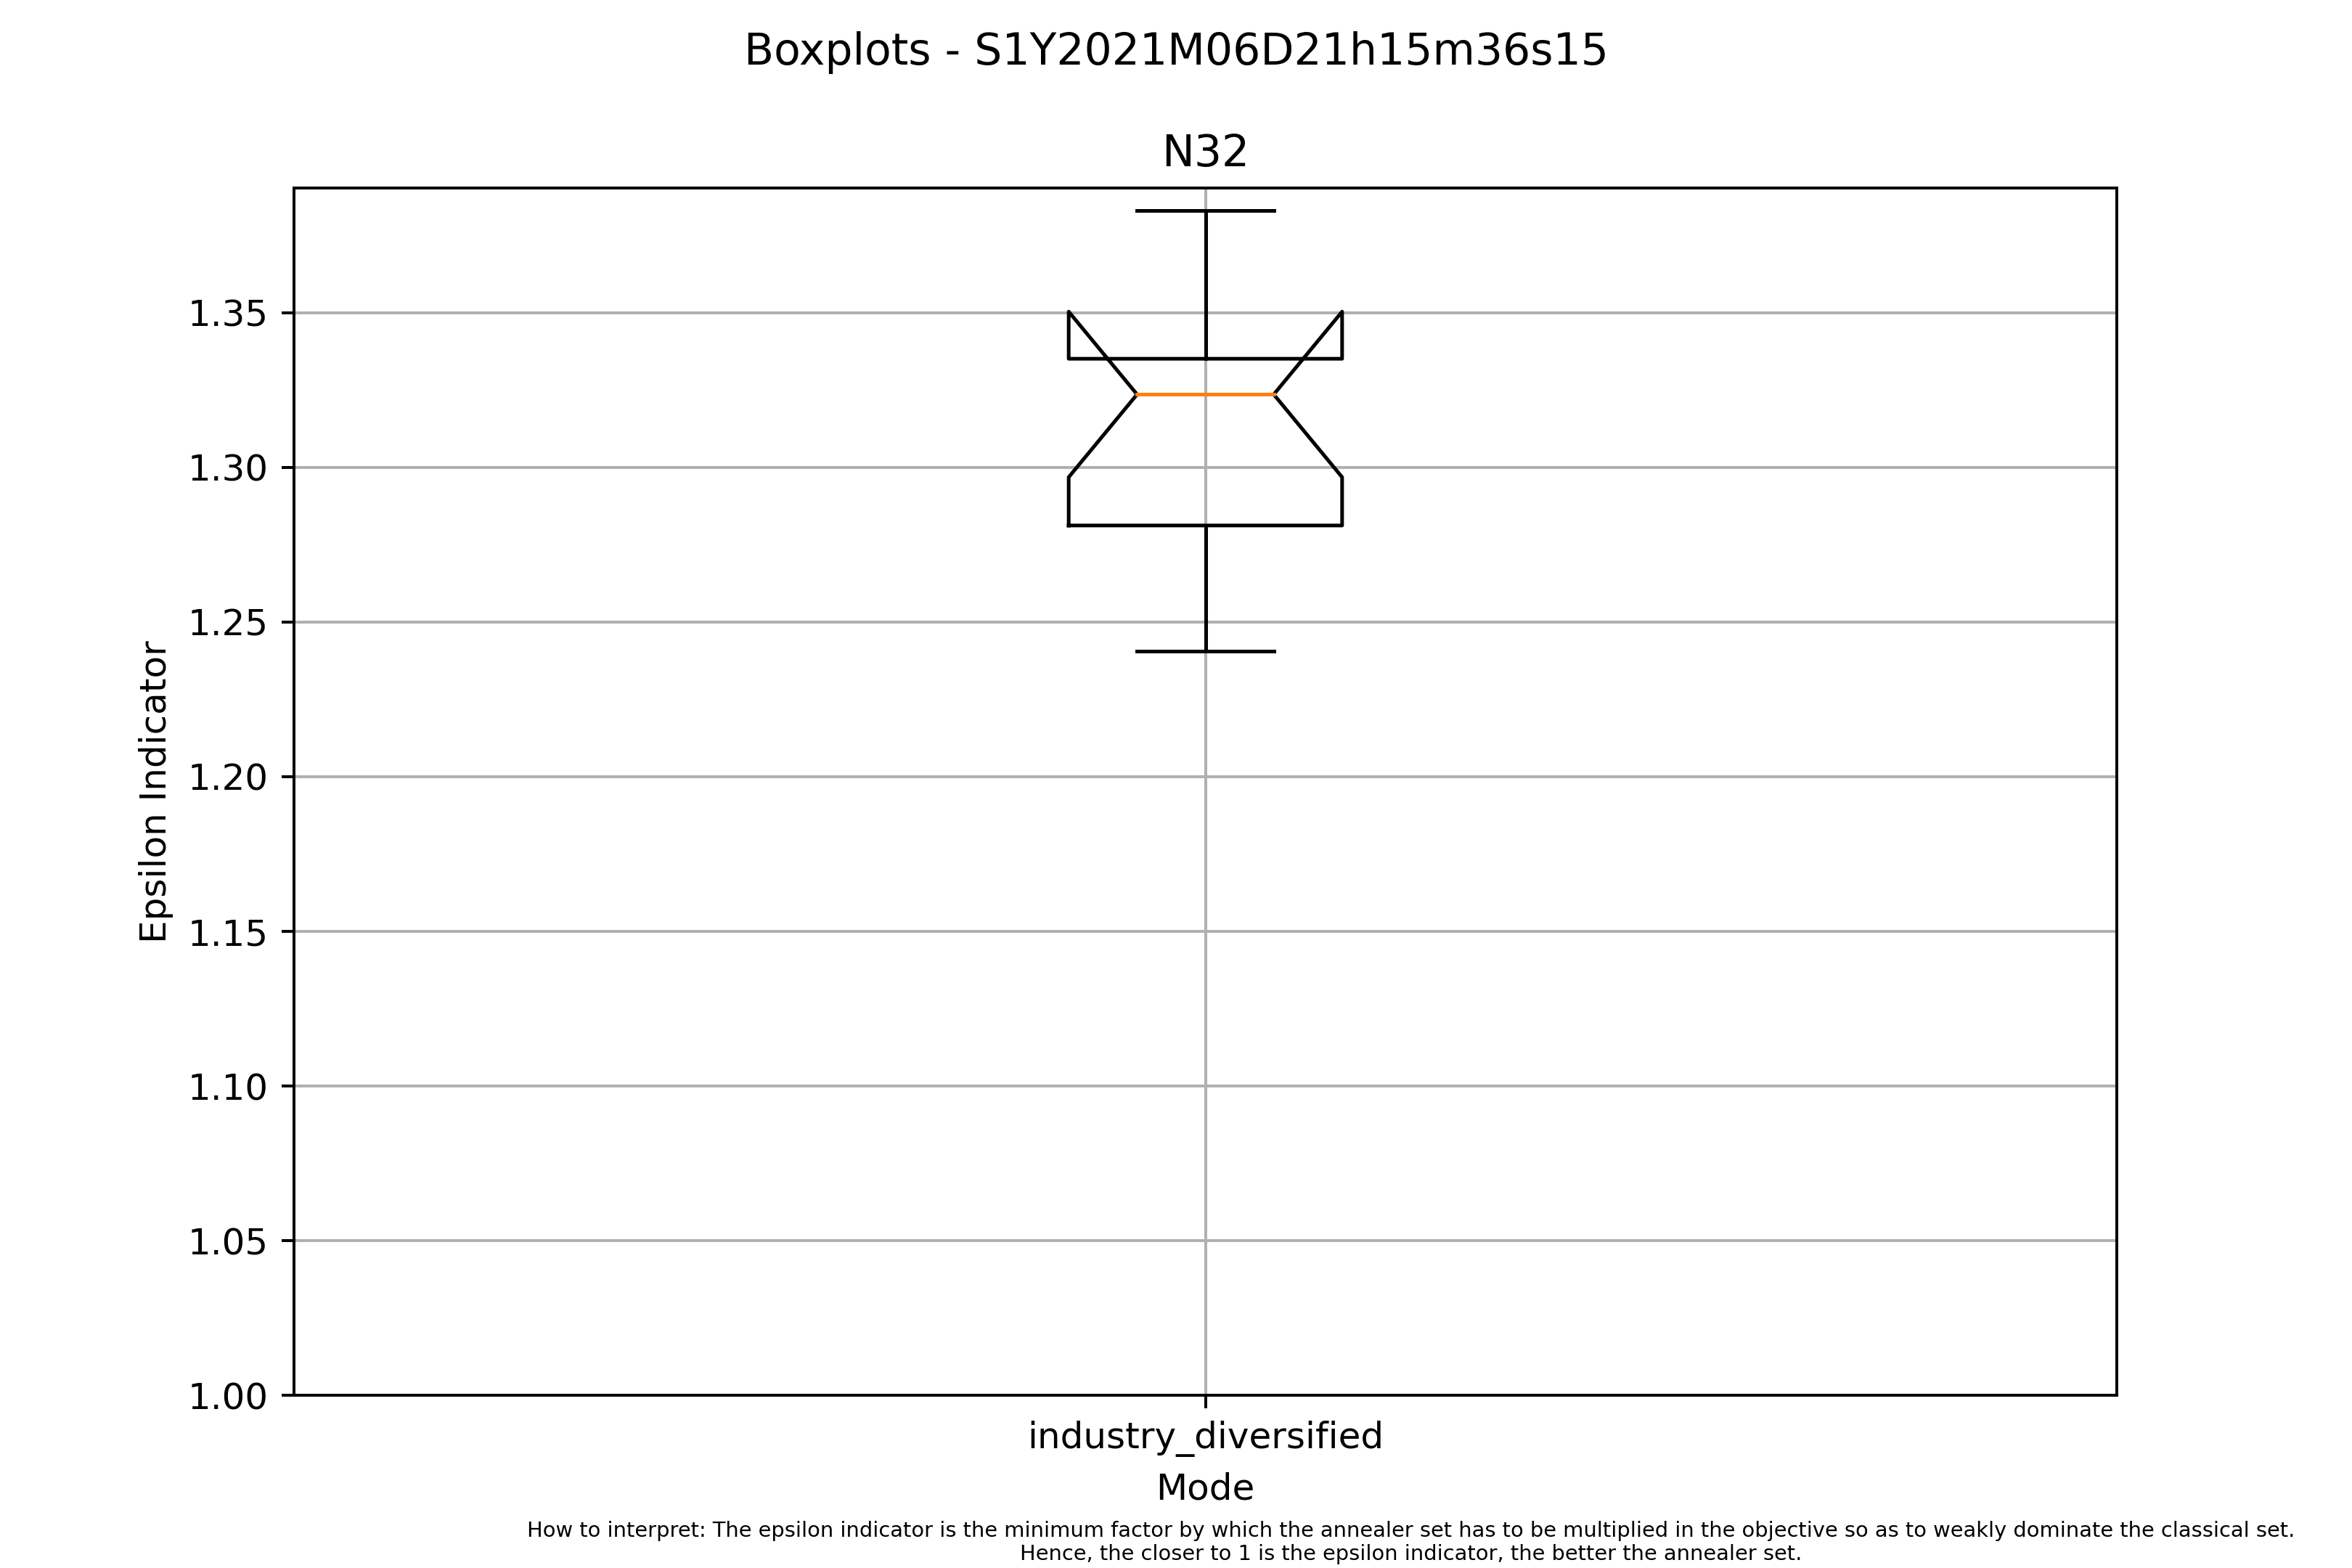 Boxplots - S1Y2021M06D21h15m36s15
N32
1.35
1.30
1.25
1.20
1.15
1.10
1.05
1.00
Epsilon Indicator
industry_diversified
Mode
How to interpret: The epsilon indicator is the minimum factor by which the annealer set has to be multiplied in the objective so as to weakly dominate the classical set.
Hence, the closer to 1 is the epsilon indicator, the better the annealer set.